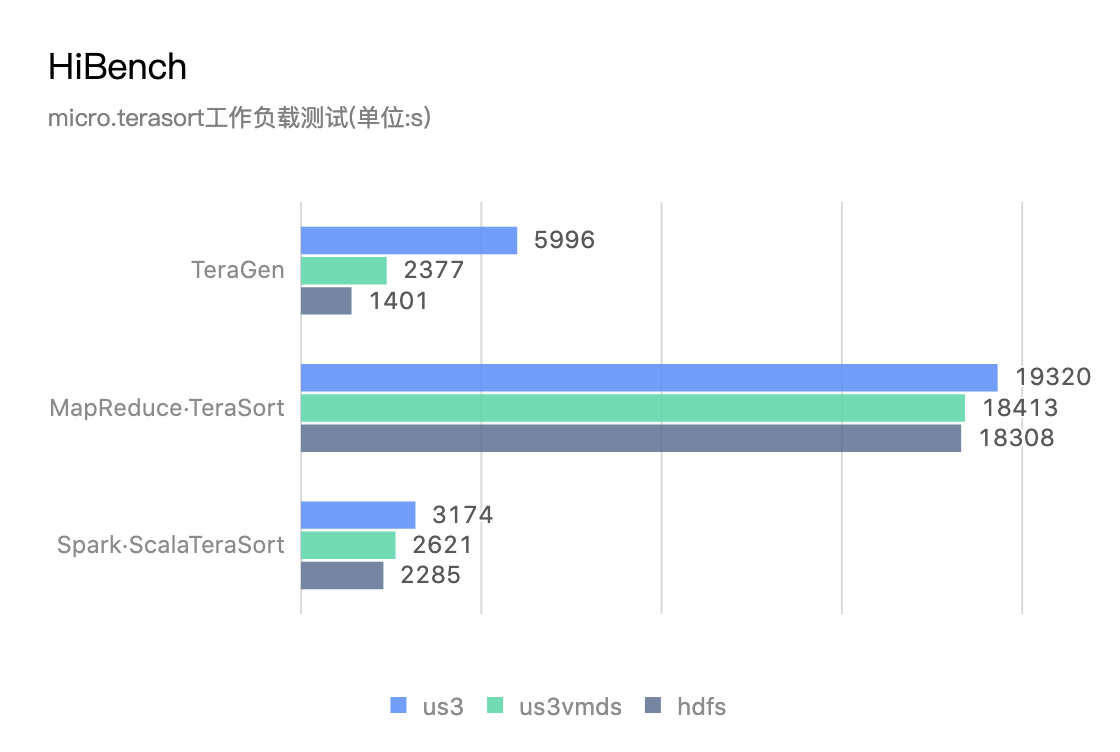 HiBench
micro.terasort工作负载测试(单位:s)
TeraGen
5996
2377
1401
MapReduce·TeraSort
19320
18413
18308
Spark·ScalaTeraSort
3174
2621
2285
us3 us3vmds hdfs